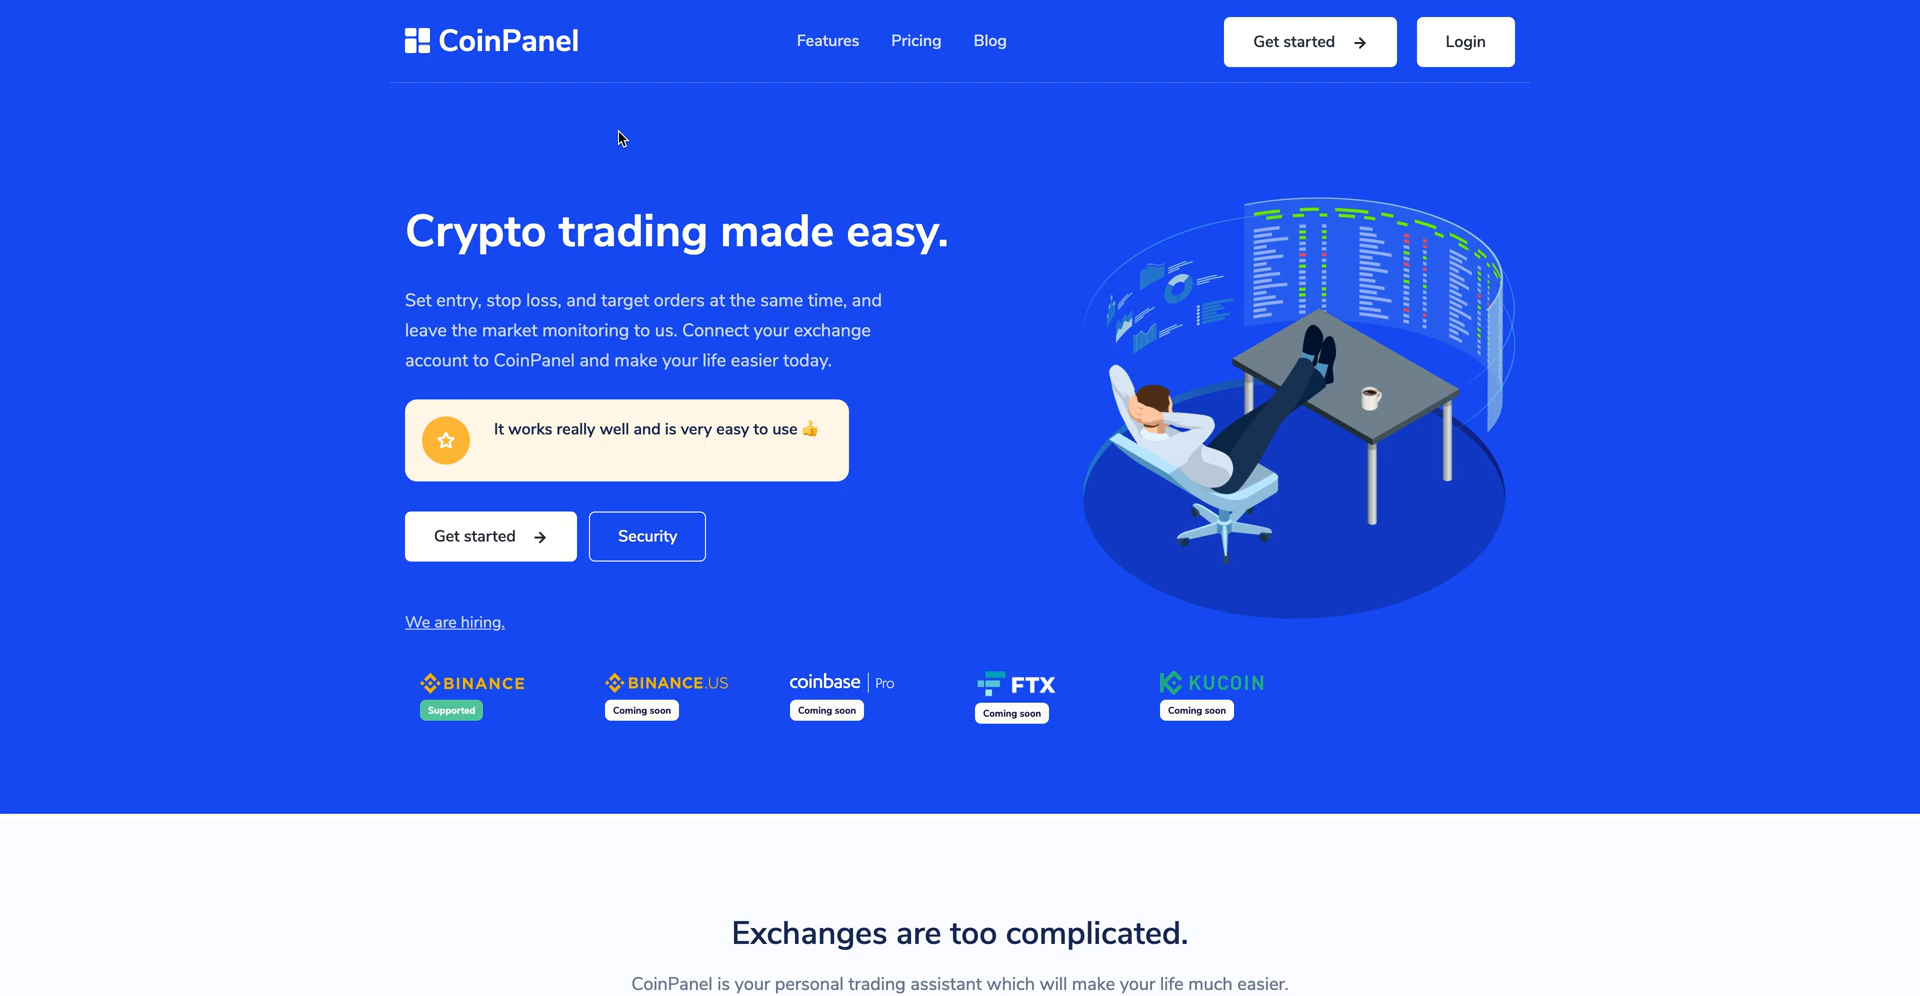 CoinPanel
Features Pricing Blog
Get started → Login
Crypto trading made easy.
Set entry, stop loss, and target orders at the same time, and
leave the market monitoring to us. Connect your exchange
account to CoinPanel and make your life easier today.
It works really well and is very easy to use 👍
Get started → Security
We are hiring.
BINANCE BINANCE.US coinbase | Pro FTX KUCOIN
Supported Coming soon Coming soon Coming soon Coming soon
Exchanges are too complicated.
CoinPanel is your personal trading assistant which will make your life much easier.